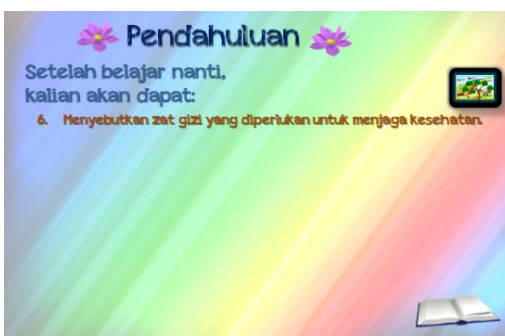 Pendahuluan
Setelah belajar nanti,
kalian akan dapat:
6. Menyebutkan zat gizi yang diperlukan untuk menjaga kesehatan.